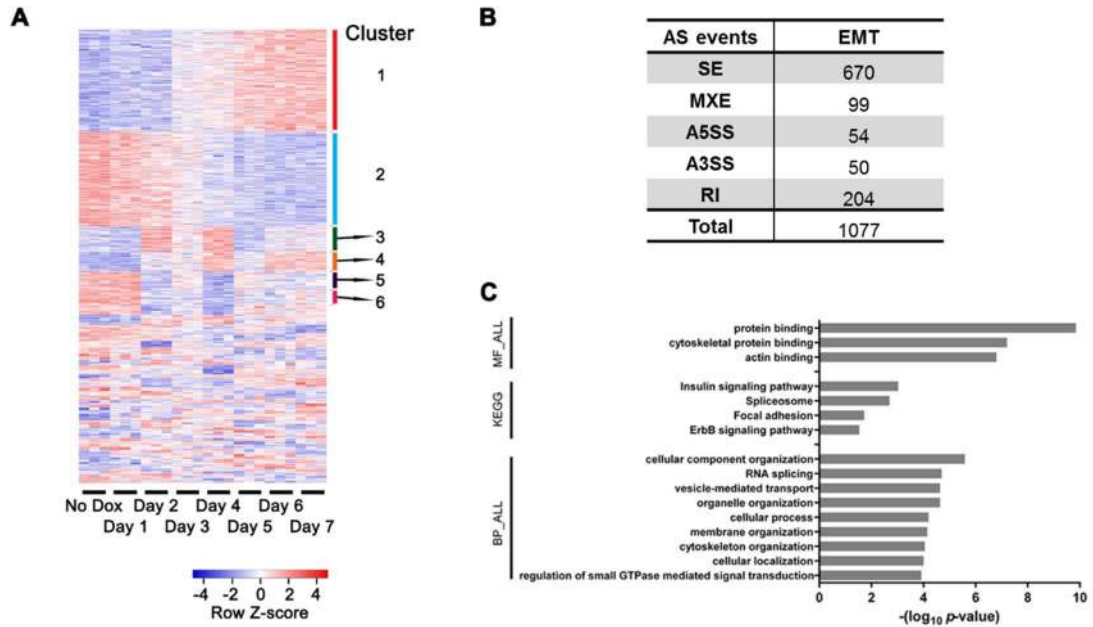 A
Cluster
1
2
3
4
5
6
No Dox Day 2 Day 4 Day 6
Day 1 Day 3 Day 5 Day 7
-4 -2 0 2 4
Row Z-score
B
AS events EMT
SE 670
MXE 99
A5SS 54
A3SS 50
RI 204
Total 1077
C
MF_ALL
protein binding
cytoskeletal protein binding
actin binding
KEGG
Insulin signaling pathway
Spliceosome
Focal adhesion
ErbB signaling pathway
BP_ALL
cellular component organization
RNA splicing
vesicle-mediated transport
organelle organization
cellular process
membrane organization
cytoskeleton organization
cellular localization
regulation of small GTPase mediated signal transduction
0 2 4 6 8 10
-(log10 p-value)